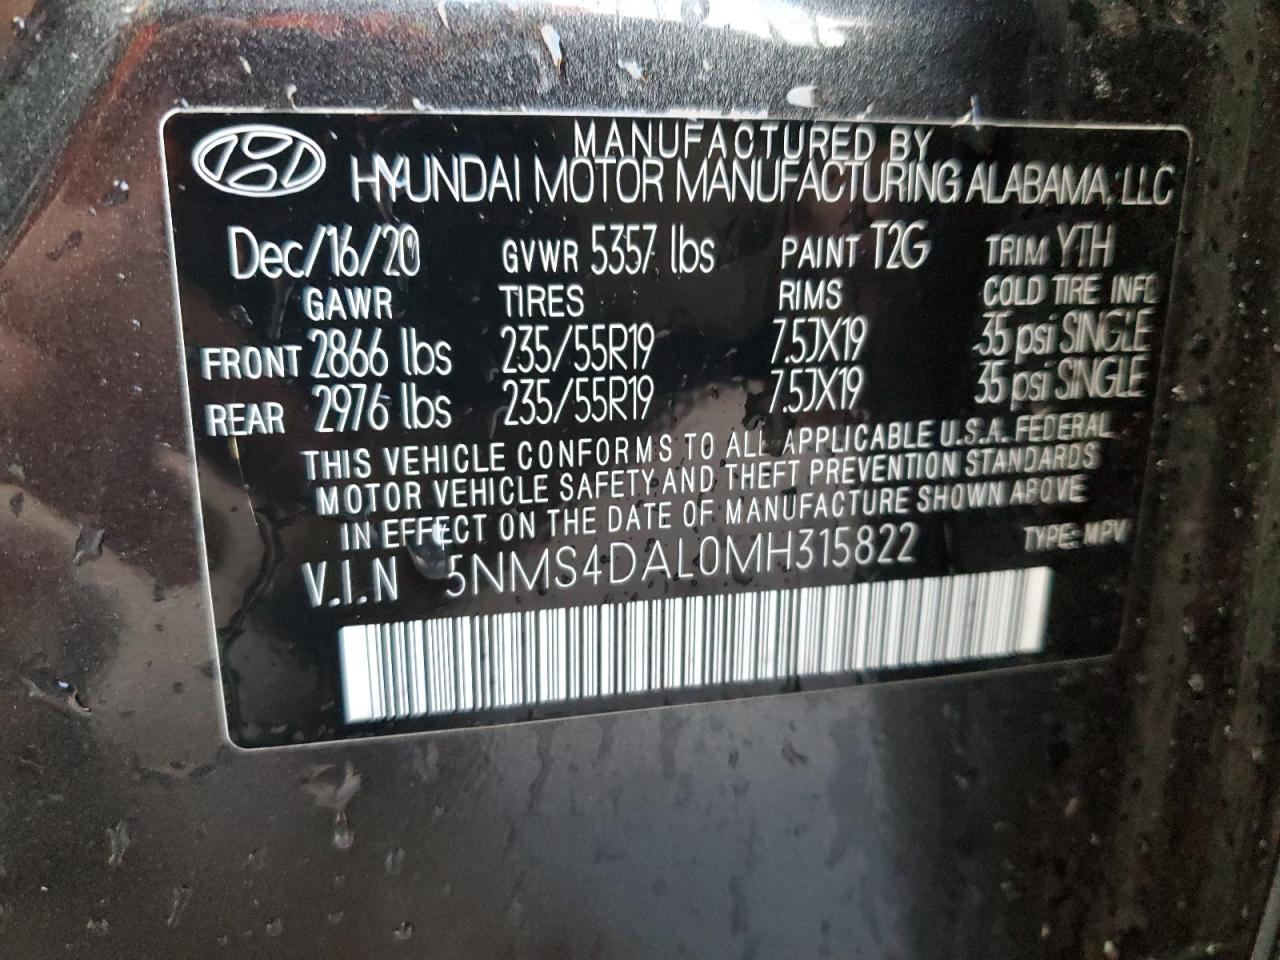 MANUFACTURED BY
HYUNDAI MOTOR MANUFACTURING ALABAMA, LLC
Dec/16/20 GVWR 5357 lbs PAINT T2G TRIM YTH
GAWR TIRES RIMS COLD TIRE INFL
FRONT 2866 lbs 235/55R19 7.5JX19 35 psi SINGLE
REAR 2976 lbs 235/55R19 7.5JX19 35 psi SINGLE
THIS VEHICLE CONFORMS TO ALL APPLICABLE U.S.A. FEDERAL
MOTOR VEHICLE SAFETY AND THEFT PREVENTION STANDARDS
IN EFFECT ON THE DATE OF MANUFACTURE SHOWN ABOVE
V.I.N 5NMS4DAL0MH315822 TYPE: MPV